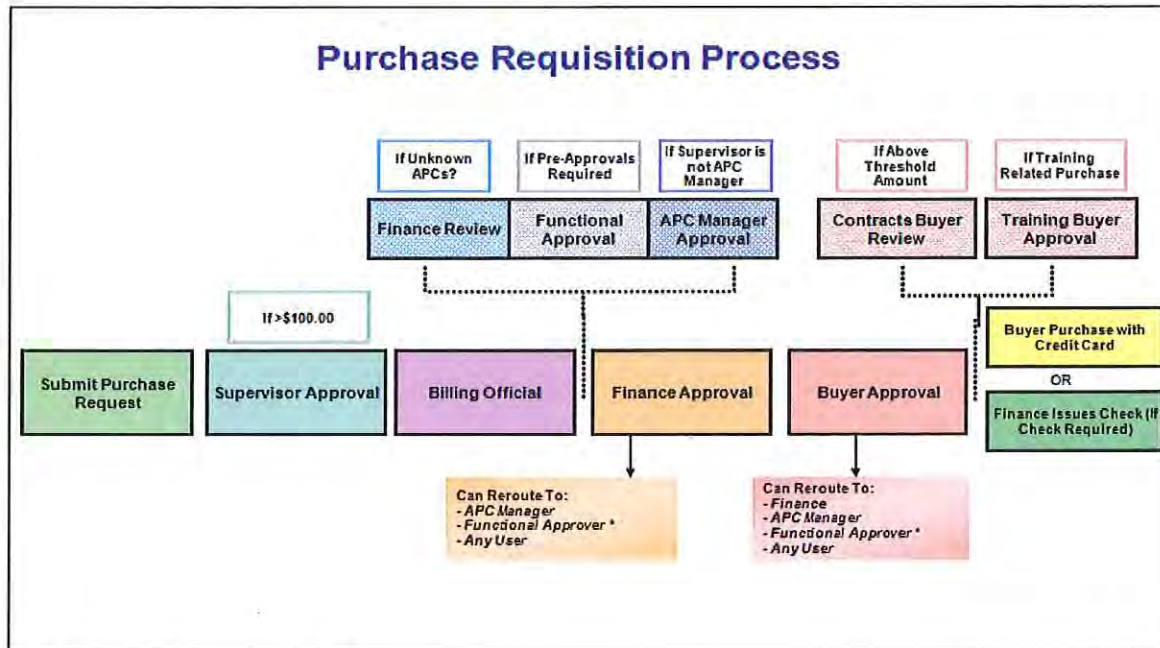 Purchase Requisition Process
If Unknown
APCs?
If Pre-Approvals
Required
If Supervisor is
not APC
Manager
If Above
Threshold
Amount
If Training
Related Purchase
Finance Review
Functional
Approval
APC Manager
Approval
Contracts Buyer
Review
Training Buyer
Approval
If >$100.00
Submit Purchase
Request
Supervisor Approval
Billing Official
Finance Approval
Buyer Approval
Buyer Purchase with
Credit Card
OR
Finance Issues Check (If
Check Required)
Can Reroute To:
- APC Manager
- Functional Approver *
- Any User
Can Reroute To:
- Finance
- APC Manager
- Functional Approver *
- Any User